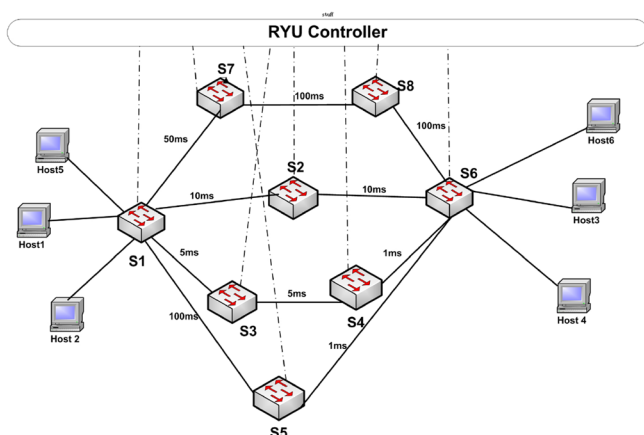 stuff
RYU Controller
S7
S8
100ms
50ms
100ms
Host5
Host6
S2
S6
10ms
10ms
Host1
Host3
S1
5ms
1ms
5ms
S3
S4
100ms
1ms
Host 2
Host 4
S5